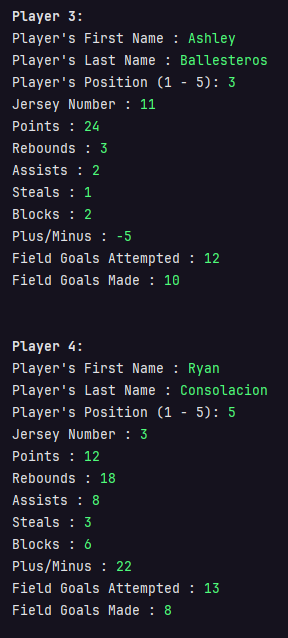 Player 3:
Player's First Name : Ashley
Player's Last Name : Ballesteros
Player's Position (1 - 5): 3
Jersey Number : 11
Points : 24
Rebounds : 3
Assists : 2
Steals : 1
Blocks : 2
Plus/Minus : -5
Field Goals Attempted : 12
Field Goals Made : 10
Player 4:
Player's First Name : Ryan
Player's Last Name : Consolacion
Player's Position (1 - 5): 5
Jersey Number : 3
Points : 12
Rebounds : 18
Assists : 8
Steals : 3
Blocks : 6
Plus/Minus : 22
Field Goals Attempted : 13
Field Goals Made : 8